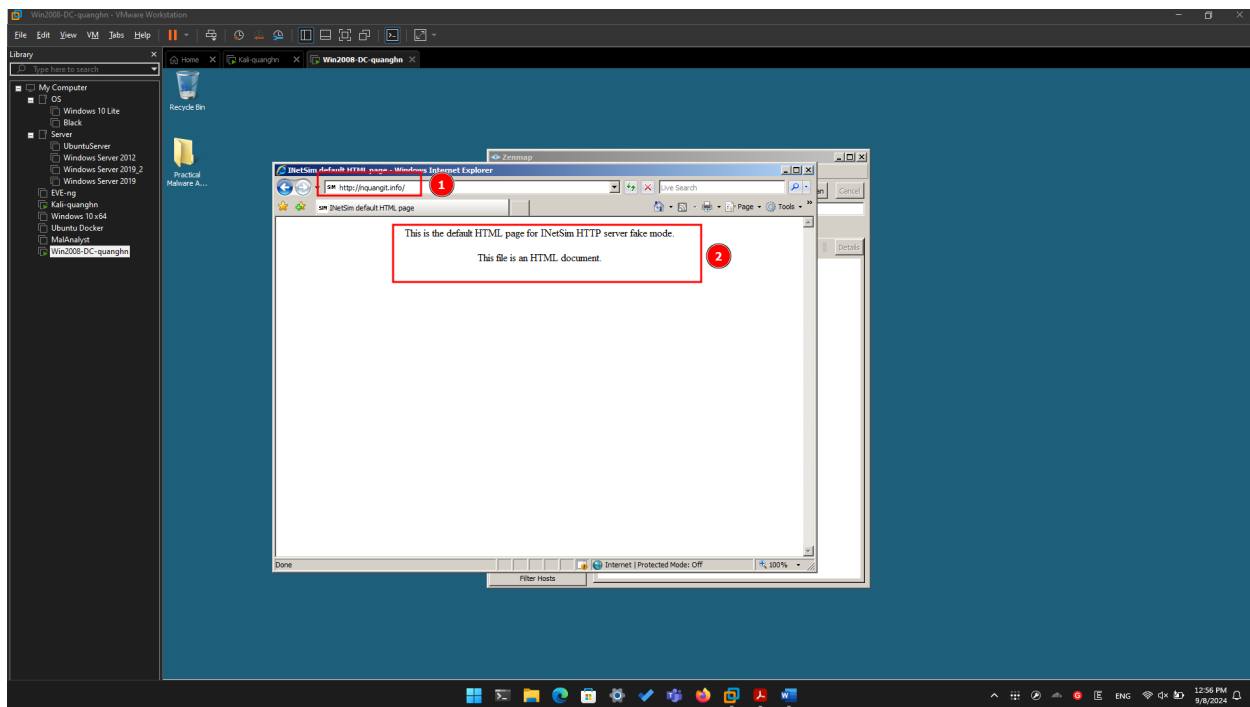 Win2008-DC-quanghn - VMware Workstation
File Edit View VM Tabs Help
Library
Type here to search
Home
Kali-quanghn
Win2008-DC-quanghn
My Computer
OS
Windows 10 Lite
Black
Server
UbuntuServer
Windows Server 2012
Windows Server 2019_2
Windows Server 2019
EVE-ng
Kali-quanghn
Windows 10 x64
Ubuntu Docker
MalAnalyst
Win2008-DC-quanghn
Recycle Bin
Practical
Malware A...
Zenmap
Cancel
Details
Filter Hosts
INetSim default HTML page - Windows Internet Explorer
SIM http://nquangit.info/
1
Live Search
SIM INetSim default HTML page
Page Tools
This is the default HTML page for INetSim HTTP server fake mode.
This file is an HTML document.
2
Done
Internet | Protected Mode: Off
100%
ENG
12:56 PM
9/8/2024